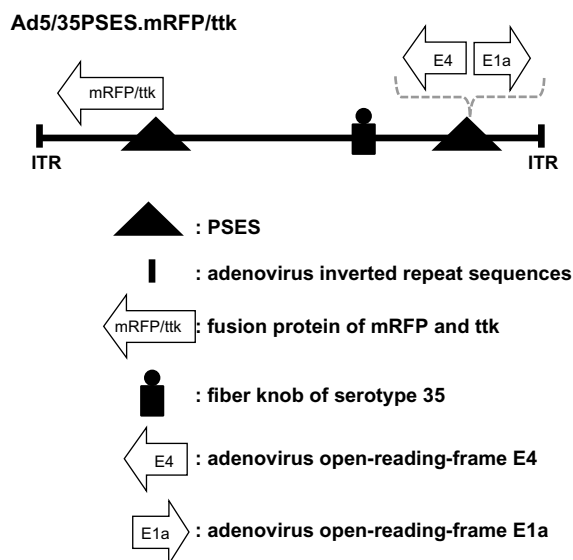 Ad5/35PSES.mRFP/ttk
E4 E1a
mRFP/ttk
ITR ITR
: PSES
: adenovirus inverted repeat sequences
mRFP/ttk : fusion protein of mRFP and ttk
: fiber knob of serotype 35
E4 : adenovirus open-reading-frame E4
E1a : adenovirus open-reading-frame E1a